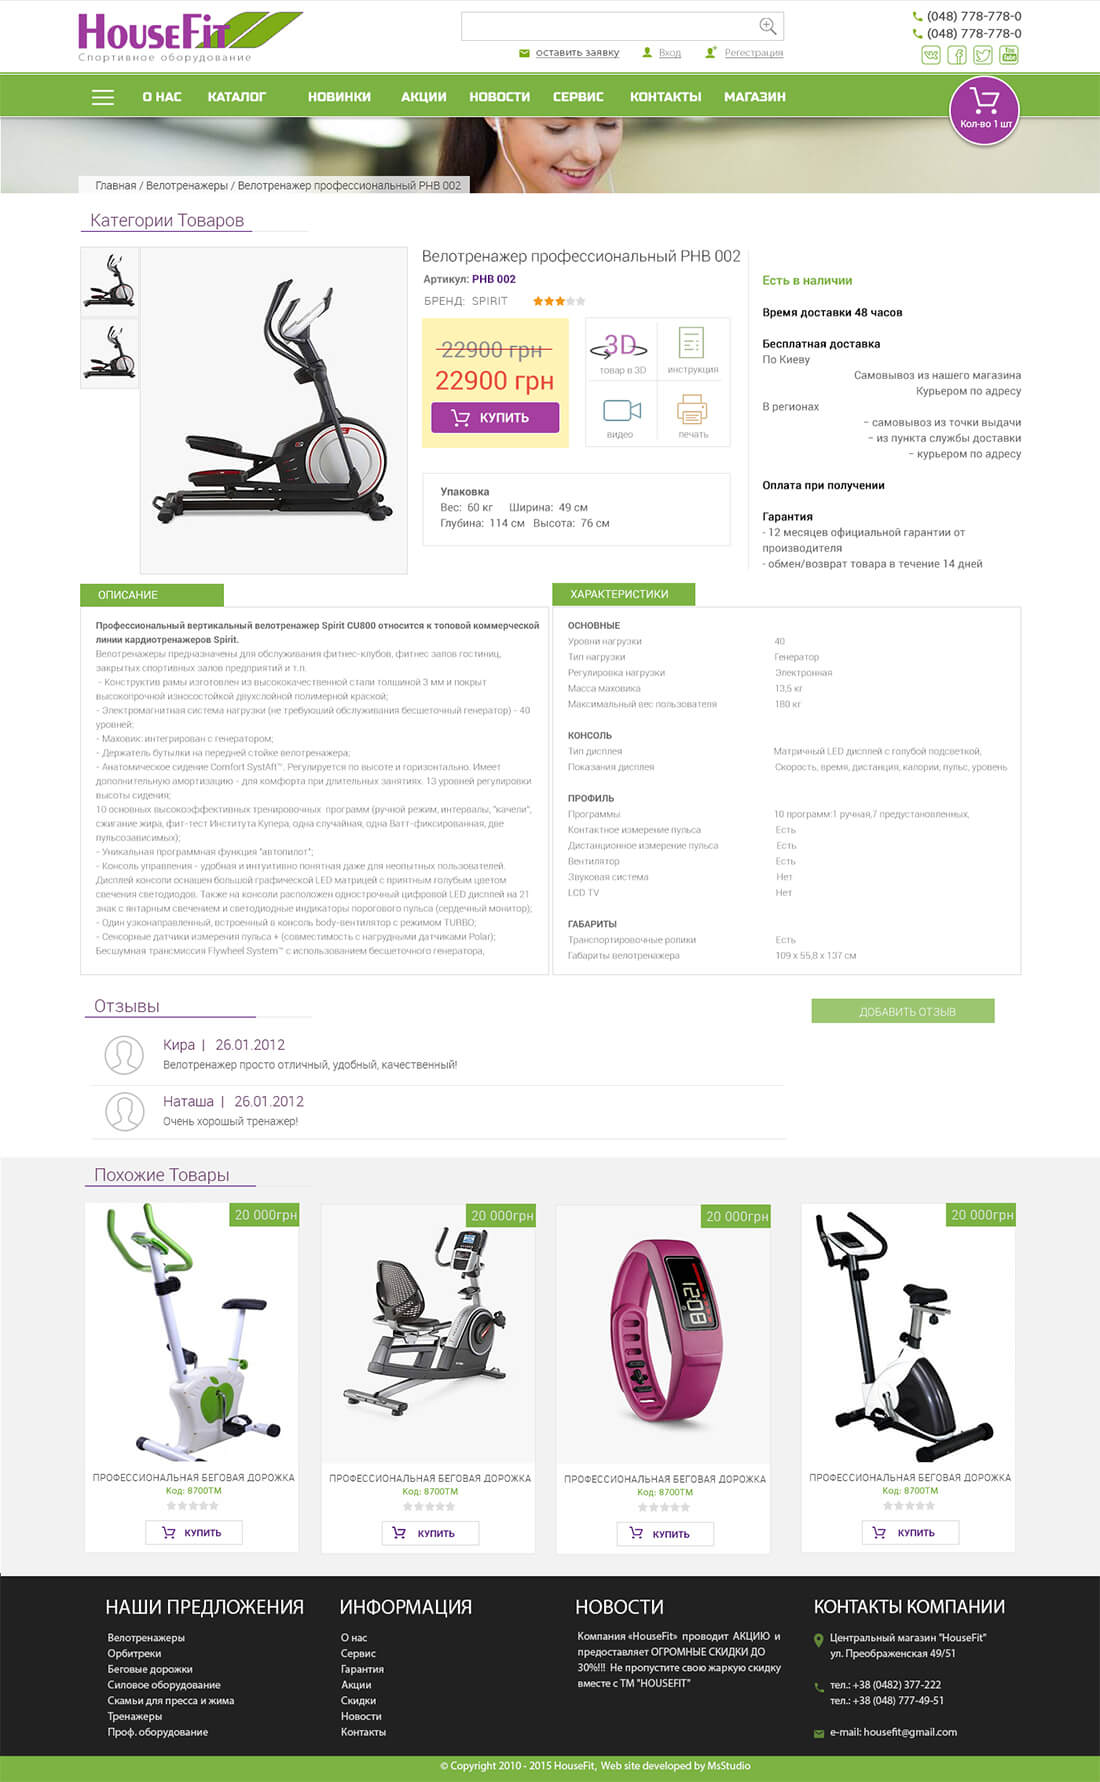 HouseFit
Спортивное оборудование
оставить заявку
Вход
Регестрация
(048) 778-778-0
(048) 778-778-0
О НАС КАТАЛОГ НОВИНКИ АКЦИИ НОВОСТИ СЕРВИС КОНТАКТЫ МАГАЗИН
Кол-во 1 шт
Главная / Велотренажеры / Велотренажер профессиональный PHB 002
Категории Товаров
Велотренажер профессиональный PHB 002
Артикул: PHB 002
БРЕНД: SPIRIT
22900 грн
22900 грн
КУПИТЬ
3D
товар в 3D
инструкция
видео
печать
Упаковка
Вес: 60 кг Ширина: 49 см
Глубина: 114 см Высота: 76 см
Есть в наличии
Время доставки 48 часов
Бесплатная доставка
По Киеву
Самовывоз из нашего магазина
Курьером по адресу
В регионах
– самовывоз из точки выдачи
– из пункта службы доставки
– курьером по адресу
Оплата при получении
Гарантия
- 12 месяцев официальной гарантии от
производителя
- обмен/возврат товара в течение 14 дней
ОПИСАНИЕ
Профессиональный вертикальный велотренажер Spirit CU800 относится к топовой коммерческой
линии кардиотренажеров Spirit.
Велотренажеры предназначены для обслуживания фитнес-клубов, фитнес залов гостиниц,
закрытых спортивных залов предприятий и т.п.
- Конструктив рамы изготовлен из высококачественной стали толшиной 3 мм и покрыт
высокопрочной износостойкой двухслойной полимерной краской;
- Электромагнитная система нагрузки (не требуюший обслуживания бесщеточный генератор) - 40
уровней;
- Маховик: интегрирован с генератором;
- Держатель бутылки на передней стойке велотренажера;
- Анатомическое сидение Comfort SystAft™. Регулируется по высоте и горизонтально. Имеет
дополнительную амортизацию - для комфорта при длительных занятиях. 13 уровней регулировки
высоты сидения;
10 основных высокоэффективных тренировочных программ (ручной режим, интервалы, "качели",
сжигание жира, фит-тест Института Купера, одна случайная, одна Ватт-фиксированная, две
пульсозависимых);
- Уникальная программная функция "автопилот";
- Консоль управления - удобная и интуитивно понятная даже для неопытных пользователей.
Дисплей консоли оснашен большой графической LED матрицей с приятным голубым цветом
свечения светодиодов. Также на консоли расположен однострочный цифровой LED дисплей на 21
знак с янтарным свечением и светодиодные индикаторы порогового пульса (сердечный монитор);
- Один узконаправленный, встроенный в консоль body-вентилятор с режимом TURBO;
- Сенсорные датчики измерения пульса + (совместимость с нагрудными датчиками Polar);
Бесшумная трансмиссия Flywheel System™ с использованием бесщеточного генератора,
ХАРАКТЕРИСТИКИ
ОСНОВНЫЕ
Уровни нагрузки 40
Тип нагрузки Генератор
Регулировка нагрузки Электронная
Масса маховика 13,5 кг
Максимальный вес пользователя 180 кг
КОНСОЛЬ
Тип дисплея Матричный LED дисплей с голубой подсветкой,
Показания дисплея Скорость, время, дистанция, калории, пульс, уровень
ПРОФИЛЬ
Программы 10 программ:1 ручная,7 предустановленных,
Контактное измерение пульса Есть
Дистанционное измерение пульса Есть
Вентилятор Есть
Звуковая система Нет
LCD TV Нет
ГАБАРИТЫ
Транспортировочные ролики Есть
Габариты велотренажера 109 x 55,8 x 137 см
Отзывы
ДОБАВИТЬ ОТЗЫВ
Кира | 26.01.2012
Велотренажер просто отличный, удобный, качественный!
Наташа | 26.01.2012
Очень хороший тренажер!
Похожие Товары
20 000грн 20 000грн 20 000грн 20 000грн
08:21
ПРОФЕССИОНАЛЬНАЯ БЕГОВАЯ ДОРОЖКА ПРОФЕССИОНАЛЬНАЯ БЕГОВАЯ ДОРОЖКА ПРОФЕССИОНАЛЬНАЯ БЕГОВАЯ ДОРОЖКА ПРОФЕССИОНАЛЬНАЯ БЕГОВАЯ ДОРОЖКА
Код: 8700TM Код: 8700TM Код: 8700TM Код: 8700TM
КУПИТЬ КУПИТЬ КУПИТЬ КУПИТЬ
НАШИ ПРЕДЛОЖЕНИЯ
Велотренажеры
Орбитреки
Беговые дорожки
Силовое оборудование
Скамьи для пресса и жима
Тренажеры
Проф. оборудование
ИНФОРМАЦИЯ
О нас
Сервис
Гарантия
Акции
Скидки
Новости
Контакты
НОВОСТИ
Компания «HouseFit» проводит АКЦИЮ и
предоставляет ОГРОМНЫЕ СКИДКИ ДО
30%!!! Не пропустите свою жаркую скидку
вместе с ТМ "HOUSEFIT"
КОНТАКТЫ КОМПАНИИ
Центральный магазин "HouseFit"
ул. Преображенская 49/51
тел.: +38 (0482) 377-222
тел.: +38 (048) 777-49-51
e-mail: housefit@gmail.com
© Copyright 2010 - 2015 HouseFit, Web site developed by MsStudio